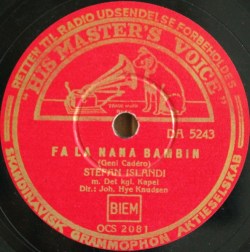 RETTEN TIL RADIO UDSENDELSE FORBEHOLDES
"HIS MASTER'S VOICE"
DA 5243
FA LA NANA BAMBIN
(Geni Cadéro)
STEFAN ISLANDI
m. Det kgl. Kapel
Dir.: Joh. Hye Knudsen
BIEM
OCS 2081
SKANDINAVISK GRAMMOPHON AKTIESELSKAB